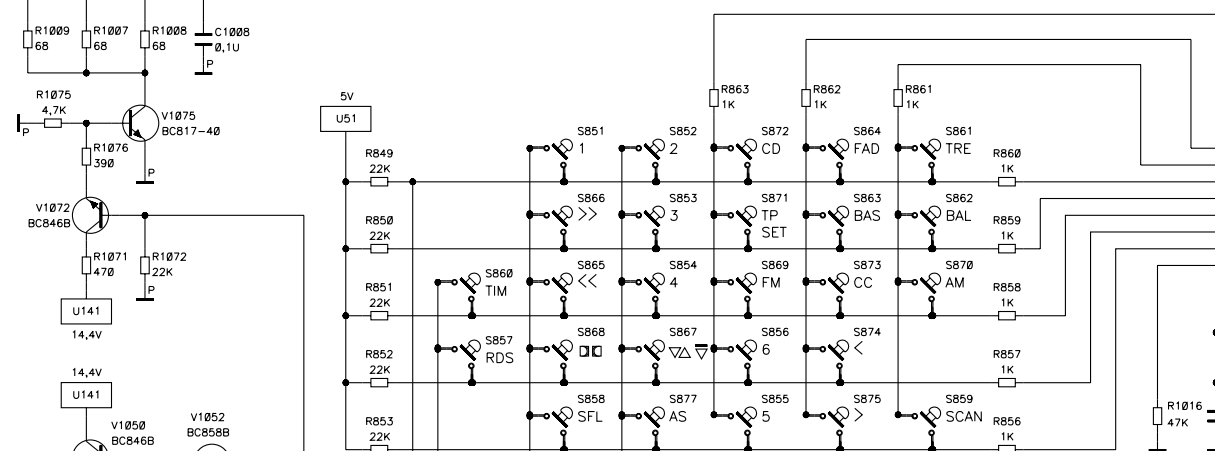 R1009
68
R1007
68
R1008
68
C1008
0,1U
P
R1075
4,7K
P
V1075
BC817-40
R1076
390
P
V1072
BC846B
R1071
470
R1072
22K
P
U141
14,4V
14,4V
U141
V1050
BC846B
V1052
BC858B
5V
U51
R863
1K
R862
1K
R861
1K
R849
22K
S851
1
S852
2
S872
CD
S864
FAD
S861
TRE
R860
1K
R850
22K
S866
>>
S853
3
S871
TP
SET
S863
BAS
S862
BAL
R859
1K
R851
22K
S860
TIM
S865
<<
S854
4
S869
FM
S873
CC
S870
AM
R858
1K
R852
22K
S857
RDS
S868
S867
S856
6
S874
<
R857
1K
R853
22K
S858
SFL
S877
AS
S855
5
S875
>
S859
SCAN
R856
1K
R1016
47K